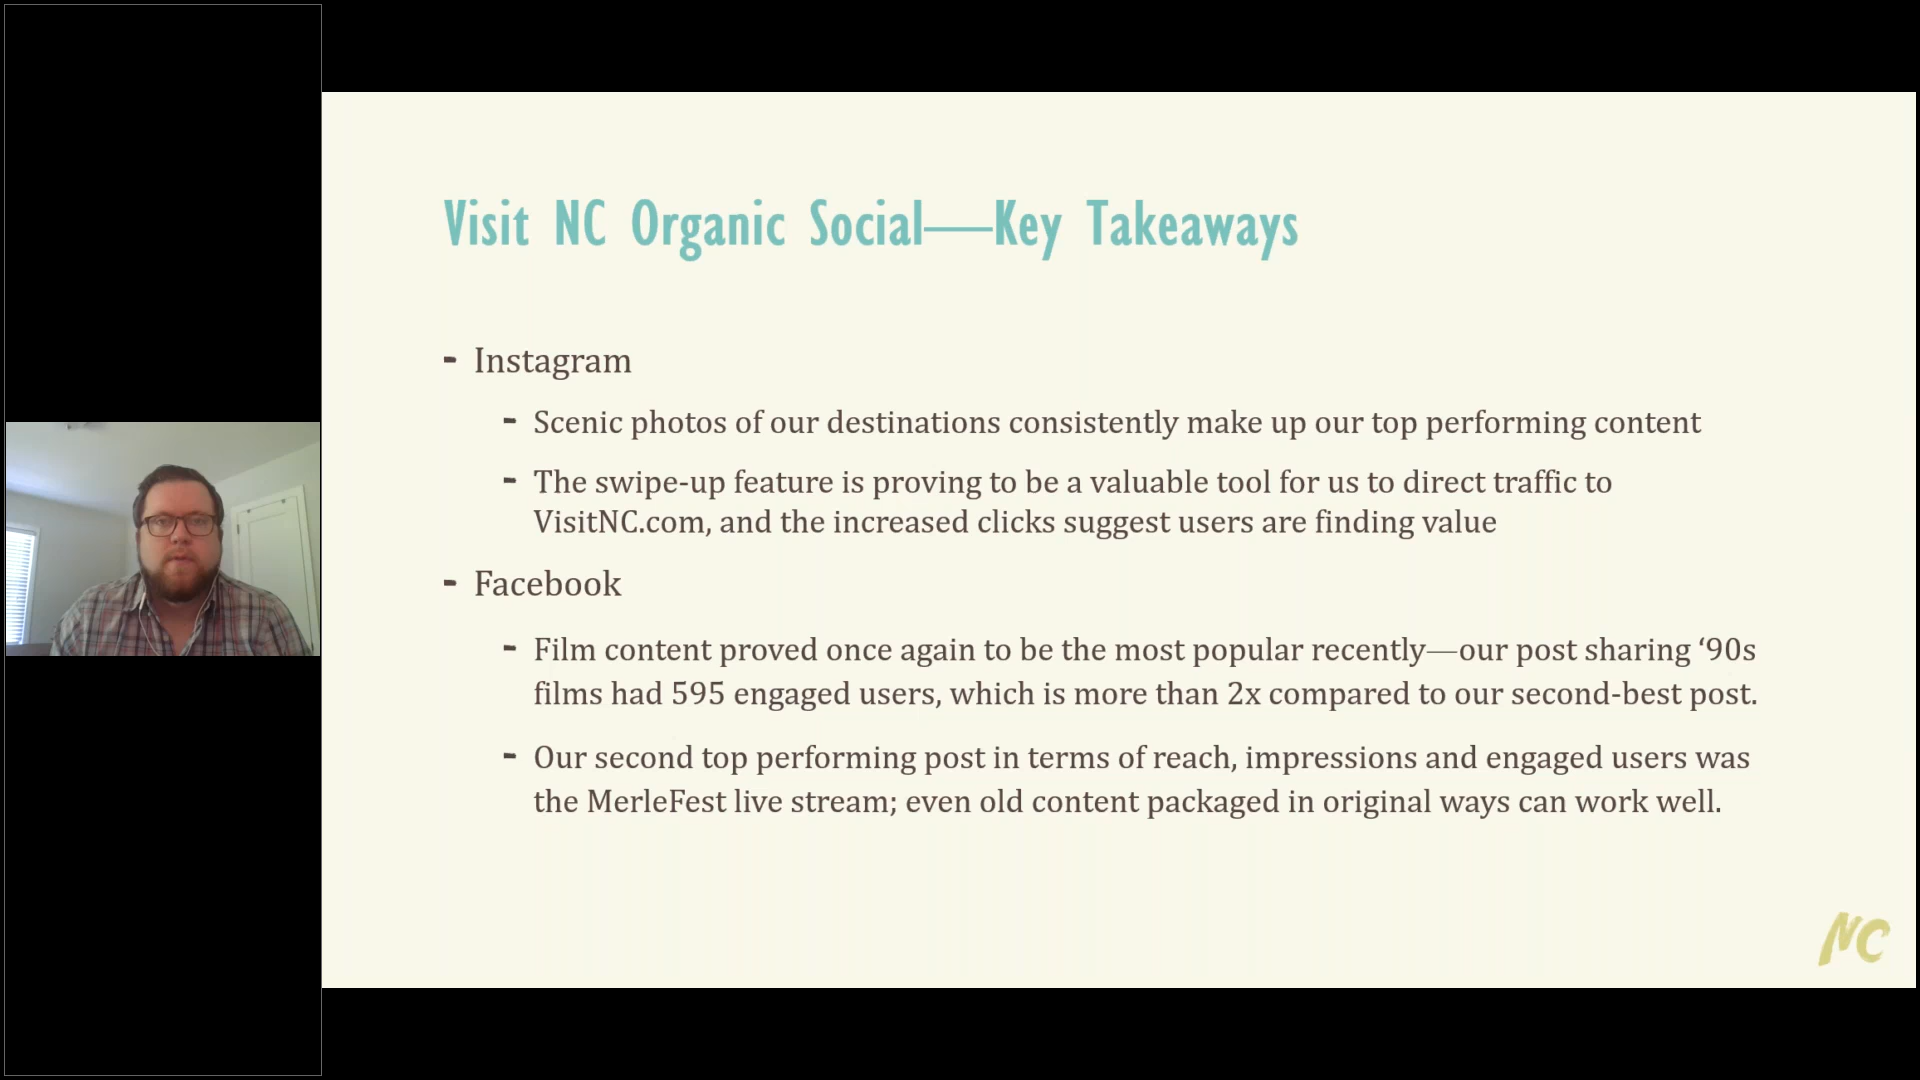 Visit NC Organic Social—Key Takeaways
- Instagram
- Scenic photos of our destinations consistently make up our top performing content
- The swipe-up feature is proving to be a valuable tool for us to direct traffic to
VisitNC.com, and the increased clicks suggest users are finding value
- Facebook
- Film content proved once again to be the most popular recently—our post sharing ‘90s
films had 595 engaged users, which is more than 2x compared to our second-best post.
- Our second top performing post in terms of reach, impressions and engaged users was
the MerleFest live stream; even old content packaged in original ways can work well.
NC